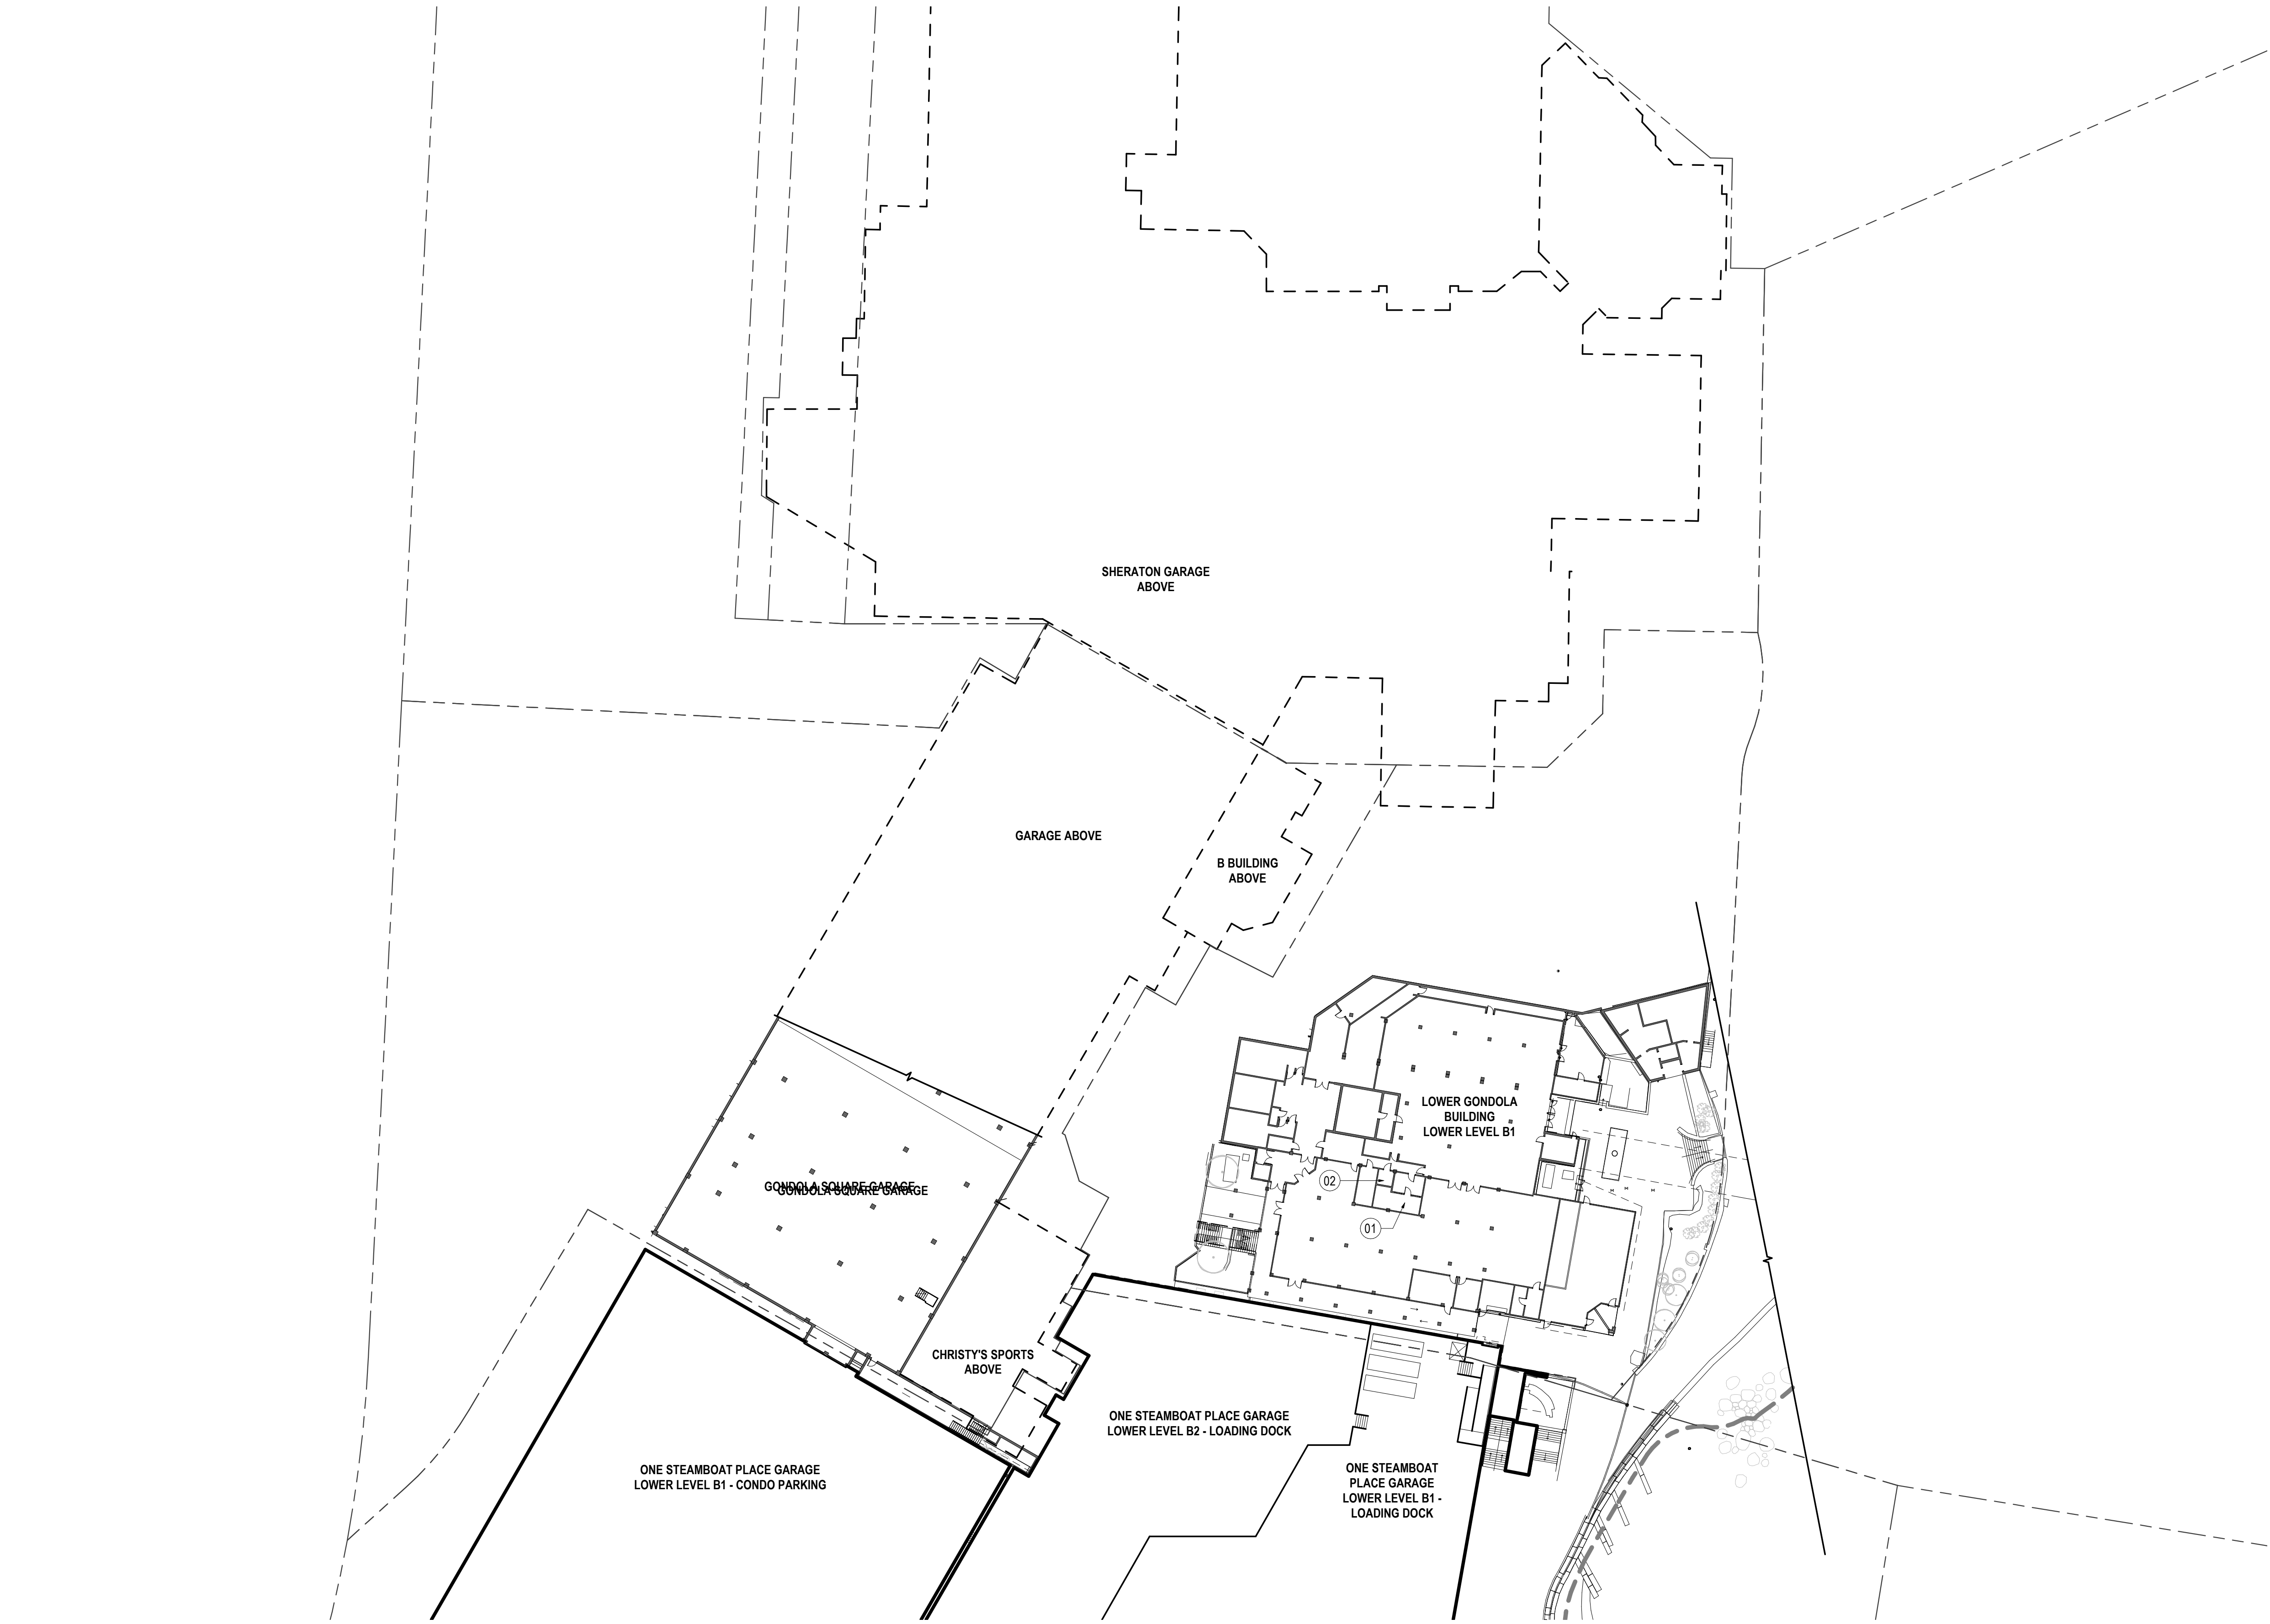 SHERATON GARAGE
ABOVE
GARAGE ABOVE
B BUILDING
ABOVE
LOWER GONDOLA
BUILDING
LOWER LEVEL B1
02
01
GONDOLA SQUARE GARAGE
GONDOLA SQUARE GARAGE
CHRISTY'S SPORTS
ABOVE
ONE STEAMBOAT PLACE GARAGE
LOWER LEVEL B2 - LOADING DOCK
ONE STEAMBOAT PLACE GARAGE
LOWER LEVEL B1 - CONDO PARKING
ONE STEAMBOAT
PLACE GARAGE
LOWER LEVEL B1 -
LOADING DOCK